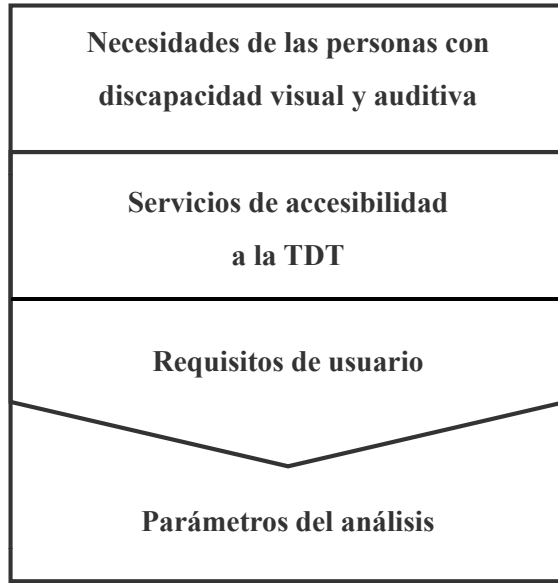 Necesidades de las personas con
discapacidad visual y auditiva
Servicios de accesibilidad
a la TDT
Requisitos de usuario
Parámetros del análisis